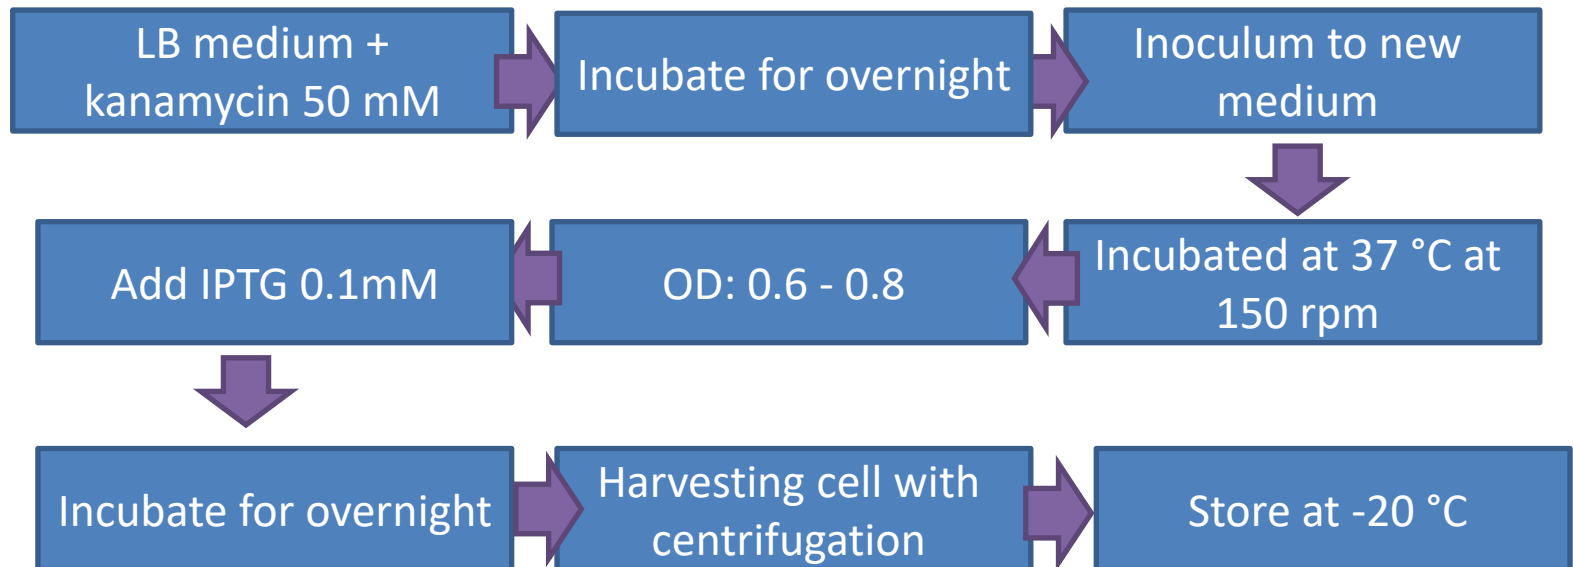 LB medium +
kanamycin 50 mM
Incubate for overnight
Inoculum to new
medium
Incubated at 37 °C at
150 rpm
OD: 0.6 - 0.8
Add IPTG 0.1mM
Incubate for overnight
Harvesting cell with
centrifugation
Store at -20 °C